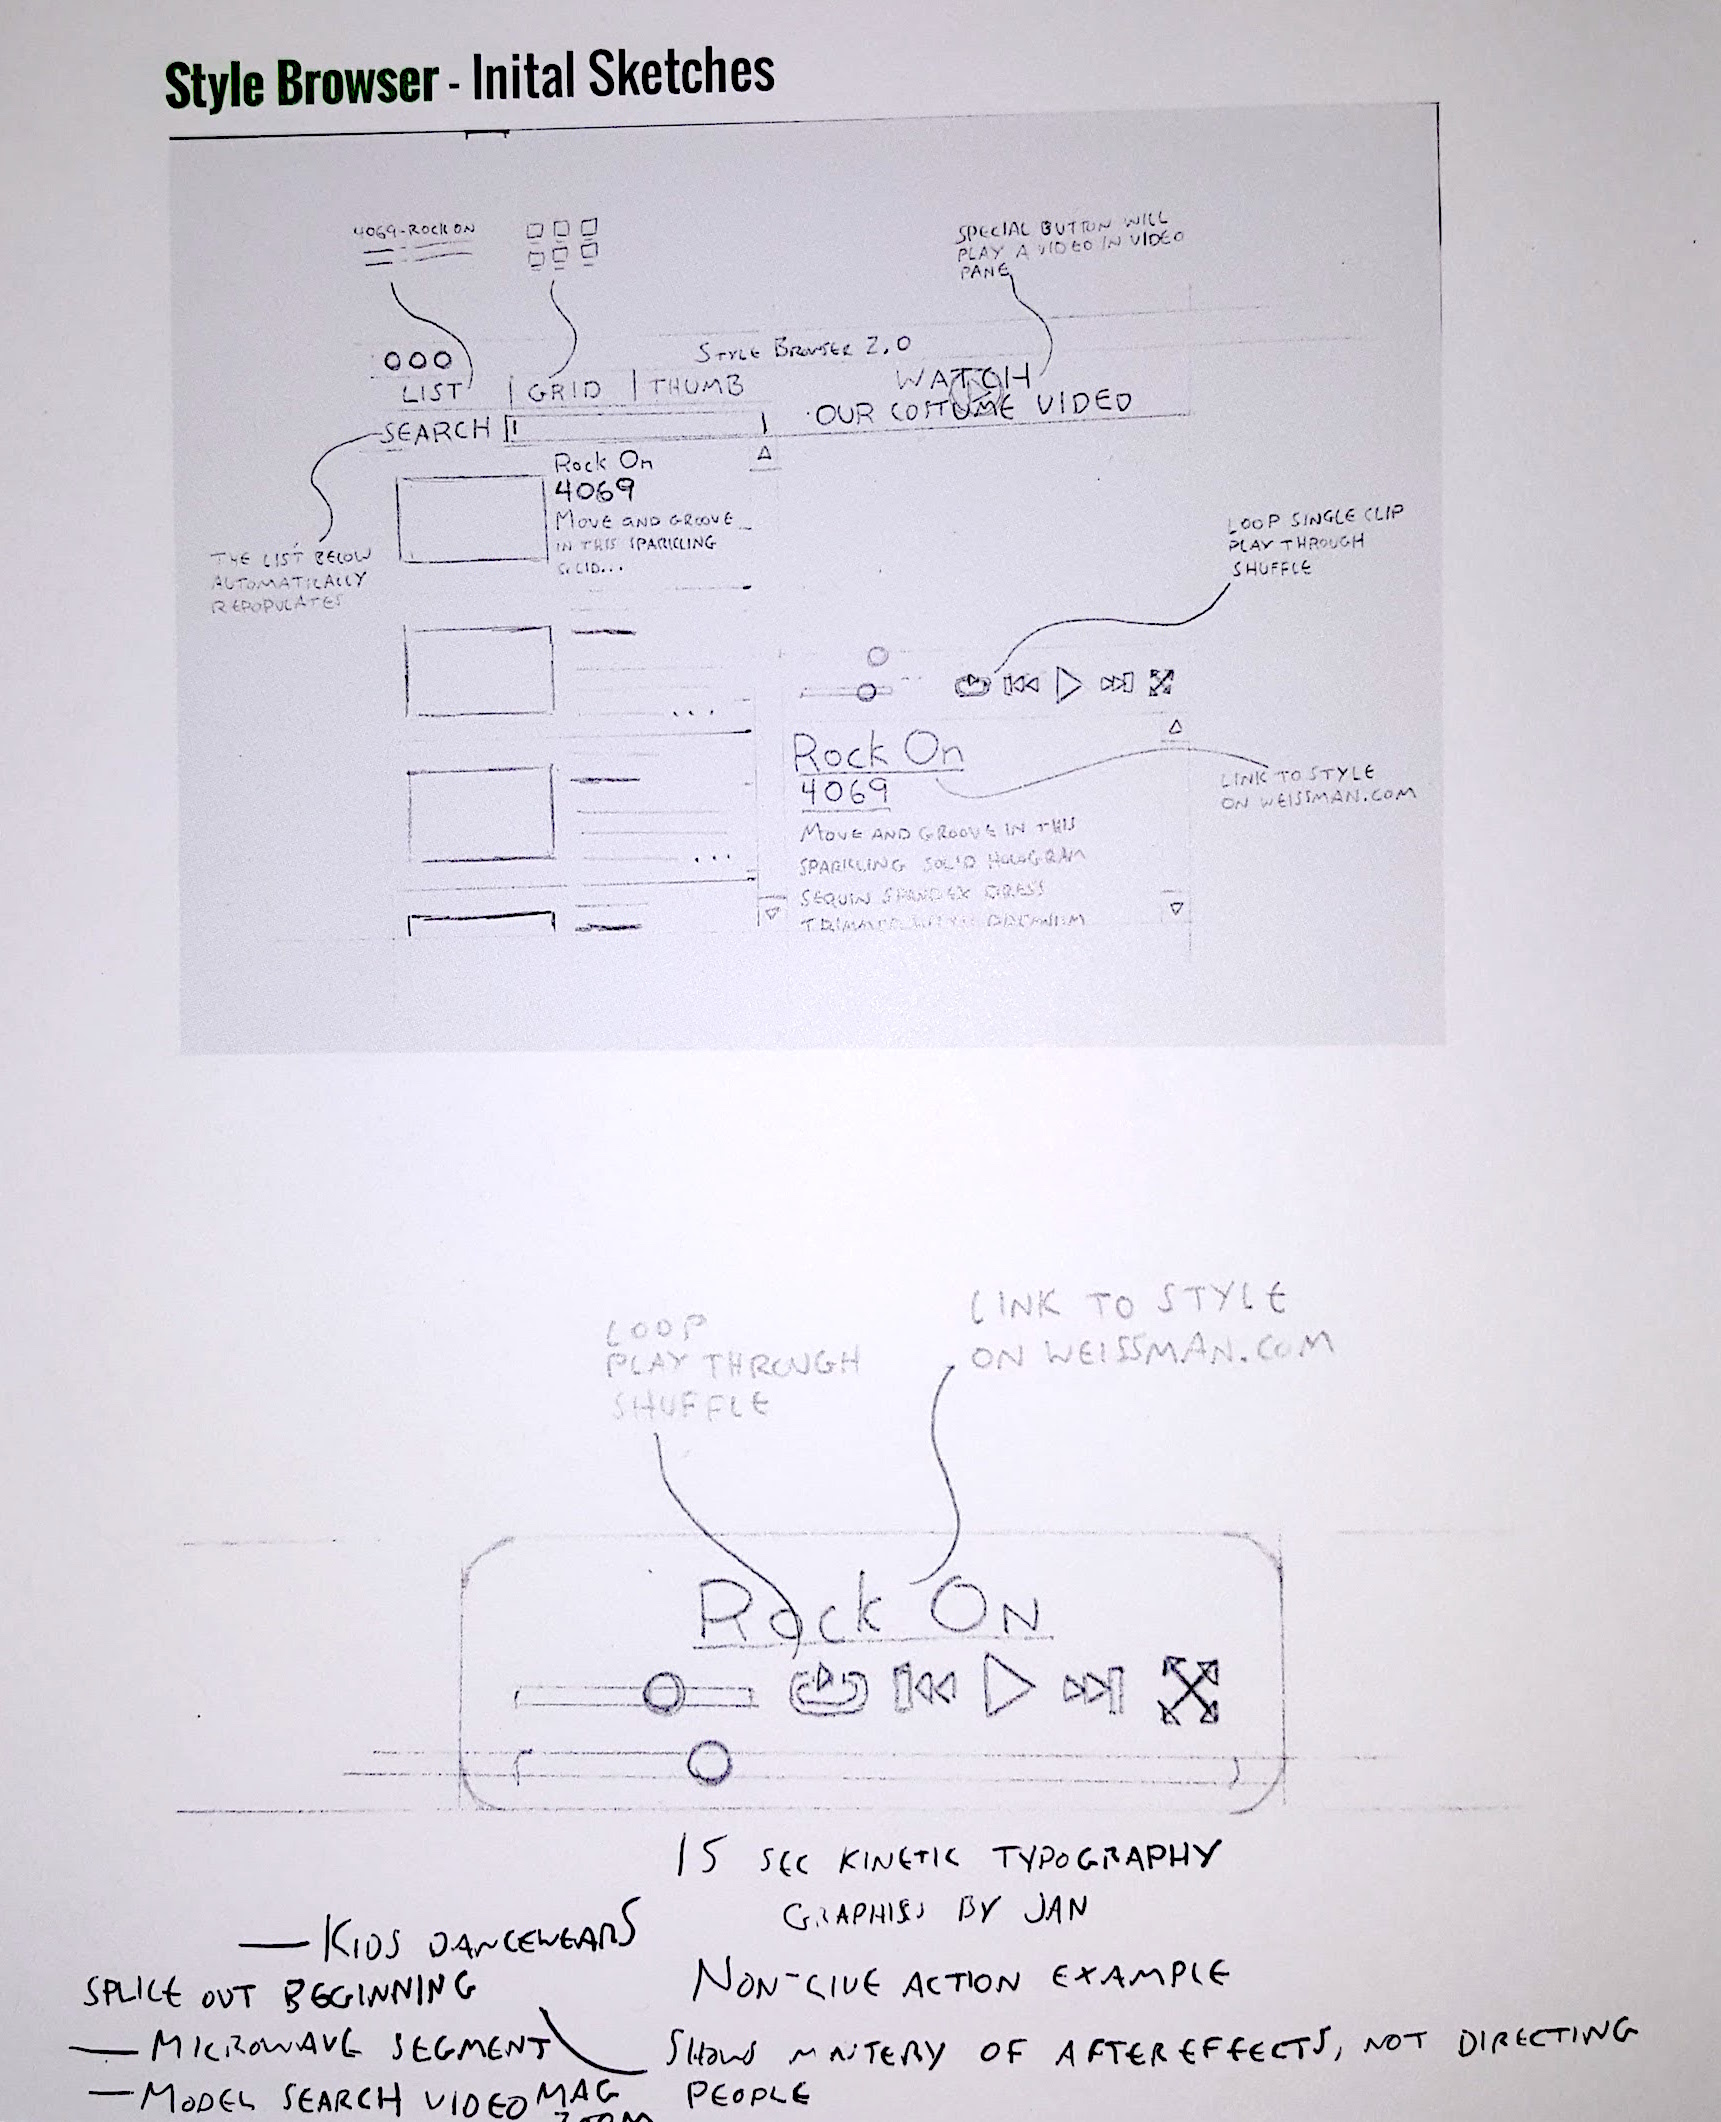 Style Browser - Inital Sketches
4069-ROCK ON
SPECIAL BUTTON WILL
PLAY A VIDEO IN VIDEO
PANE
STYLE BROWSER 2.0
LIST | GRID | THUMB
WATCH
OUR COSTUME VIDEO
SEARCH
Rock On
4069
MOVE AND GROOVE
IN THIS SPARKLING
THE LIST BELOW
AUTOMATICALLY
REPOPULATES
LOOP SINGLE CLIP
PLAY THROUGH
SHUFFLE
...
...
Rock On
4069
LINK TO STYLE
ON WEISSMAN.COM
MOVE AND GROOVE IN THIS
SPARKLING SOLID HOLOGRAM
SEQUIN SPANDEX DRESS
TRIMMED WITH
LOOP
PLAY THROUGH
SHUFFLE
LINK TO STYLE
ON WEISSMAN.COM
Rock On
15 SEC KINETIC TYPOGRAPHY
BY JAN
— KIDS DANCEWEARS
SPLICE OUT BEGINNING
NON-LIVE ACTION EXAMPLE
— MICROWAVE SEGMENT
SHOWS OF AFTEREFFECTS, NOT DIRECTING
PEOPLE
— MODEL SEARCH VIDEO MAG
ZOOM